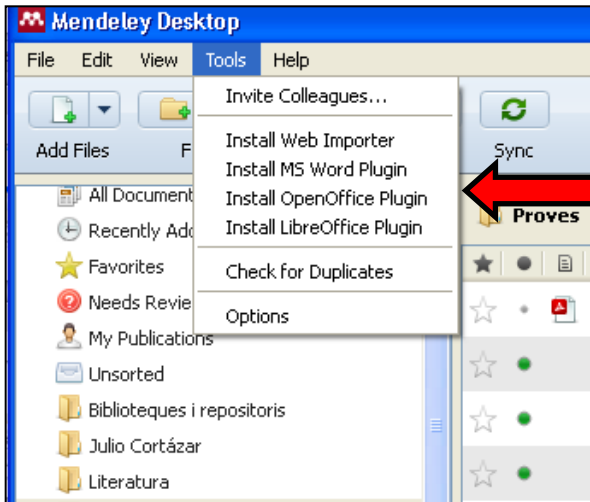 Mendeley Desktop
File Edit View Tools Help
Invite Colleagues...
Install Web Importer
Install MS Word Plugin
Install OpenOffice Plugin
Install LibreOffice Plugin
Check for Duplicates
Options
Add Files F Sync
All Document
Recently Add
Favorites
Needs Revie
My Publications
Unsorted
Biblioteques i repositoris
Julio Cortázar
Literatura
Proves